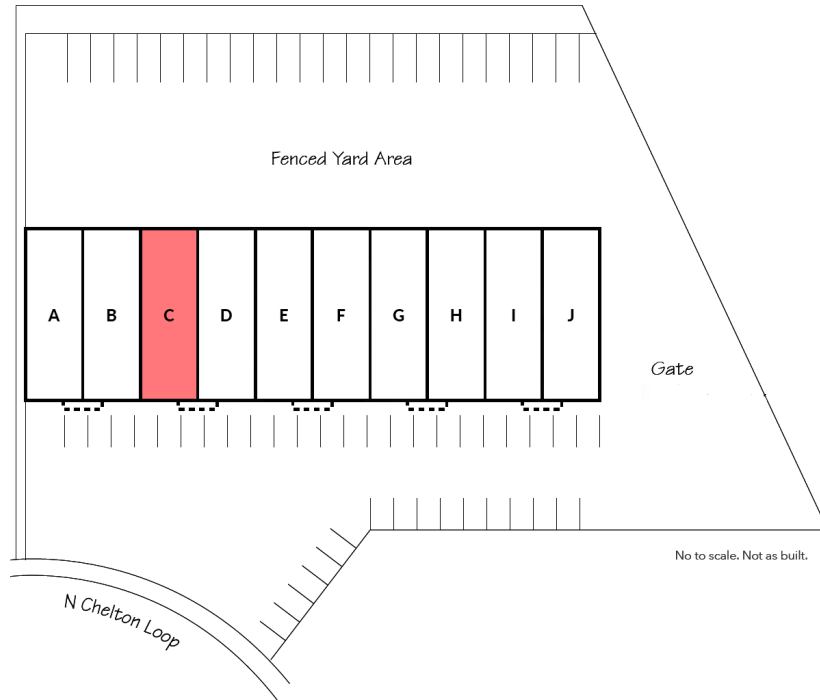 Fenced Yard Area
A B C D E F G H I J
Gate
No to scale. Not as built.
N Chelton Loop